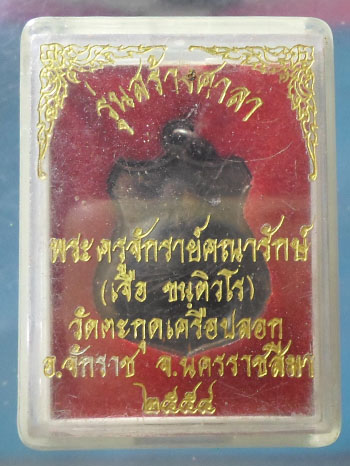 รุ่นสร้างศาลา
พระครูจักราย์คณารักษ์
(เจือ ขนฺติวโร)
วัดตะกุดเครือปลอก
อ.จักราช จ.นครราชสีมา
๒๕๕๔